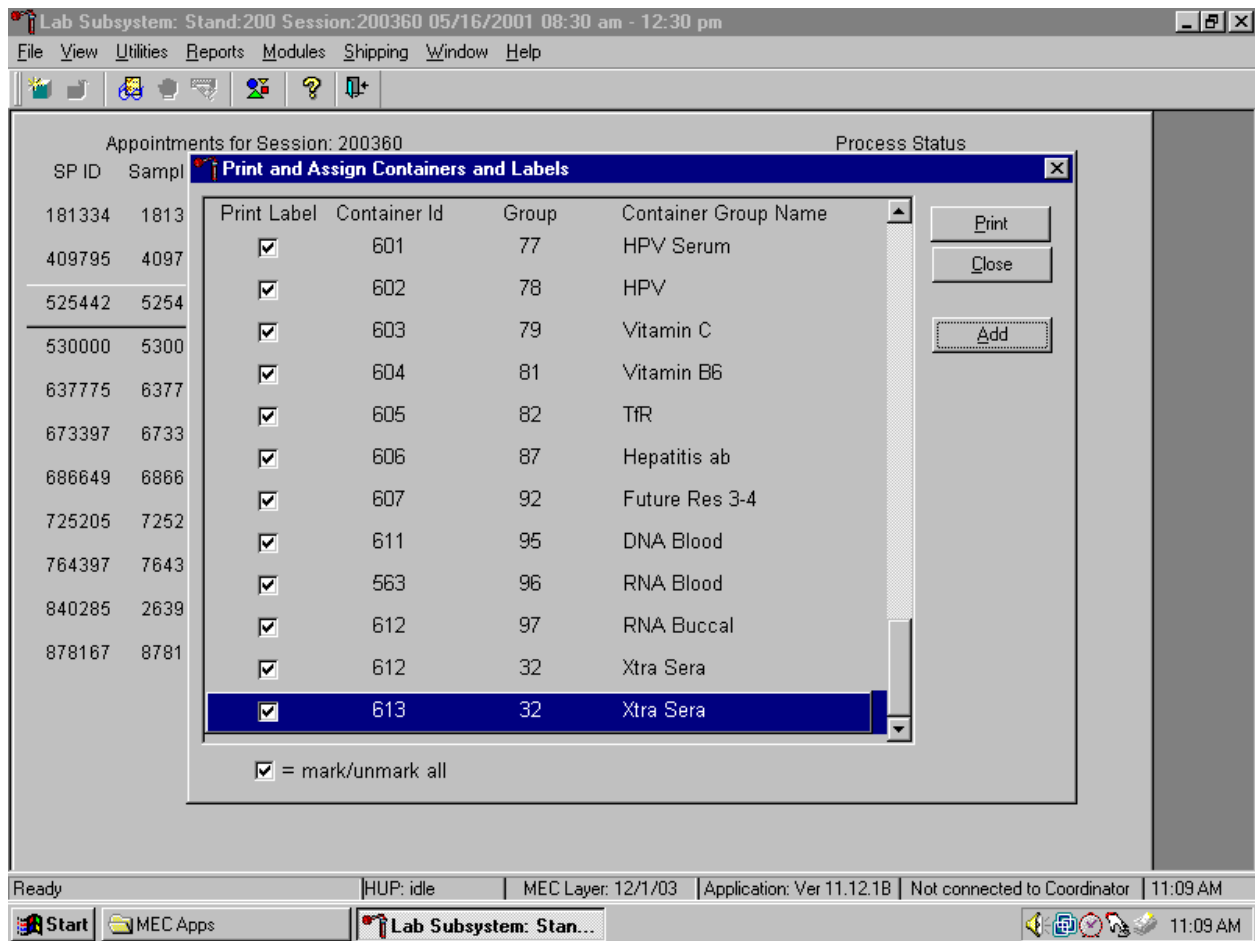 Lab Subsystem: Stand:200 Session:200360 05/16/2001 08:30 am - 12:30 pm
File View Utilities Reports Modules Shipping Window Help
Appointments for Session: 200360 Process Status
SP ID Sampl
181334 1813
409795 4097
525442 5254
530000 5300
637775 6377
673397 6733
686649 6866
725205 7252
764397 7643
840285 2639
878167 8781
Print and Assign Containers and Labels
Print Label Container Id Group Container Group Name
601 77 HPV Serum
602 78 HPV
603 79 Vitamin C
604 81 Vitamin B6
605 82 TfR
606 87 Hepatitis ab
607 92 Future Res 3-4
611 95 DNA Blood
563 96 RNA Blood
612 97 RNA Buccal
612 32 Xtra Sera
613 32 Xtra Sera
= mark/unmark all
Print
Close
Add
Ready HUP: idle MEC Layer: 12/1/03 Application: Ver 11.12.1B Not connected to Coordinator 11:09 AM
Start MEC Apps Lab Subsystem: Stan... 11:09 AM